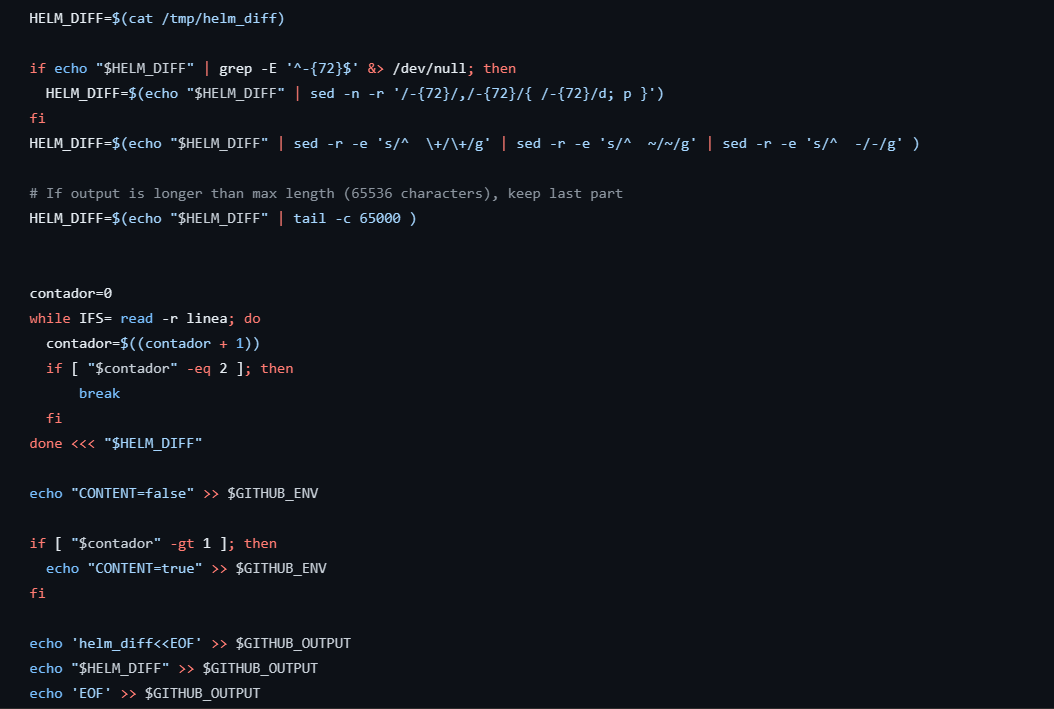 HELM_DIFF=$(cat /tmp/helm_diff)
if echo "$HELM_DIFF" | grep -E '^-{72}$' &> /dev/null; then
HELM_DIFF=$(echo "$HELM_DIFF" | sed -n -r '/-{72}/,/-{72}/{ /-{72}/d; p }')
fi
HELM_DIFF=$(echo "$HELM_DIFF" | sed -r -e 's/^  \+/\+/g' | sed -r -e 's/^  ~/~/g' | sed -r -e 's/^  -/-/g' )
# If output is longer than max length (65536 characters), keep last part
HELM_DIFF=$(echo "$HELM_DIFF" | tail -c 65000 )
contador=0
while IFS= read -r linea; do
contador=$((contador + 1))
if [ "$contador" -eq 2 ]; then
break
fi
done <<< "$HELM_DIFF"
echo "CONTENT=false" >> $GITHUB_ENV
if [ "$contador" -gt 1 ]; then
echo "CONTENT=true" >> $GITHUB_ENV
fi
echo 'helm_diff<<EOF' >> $GITHUB_OUTPUT
echo "$HELM_DIFF" >> $GITHUB_OUTPUT
echo 'EOF' >> $GITHUB_OUTPUT